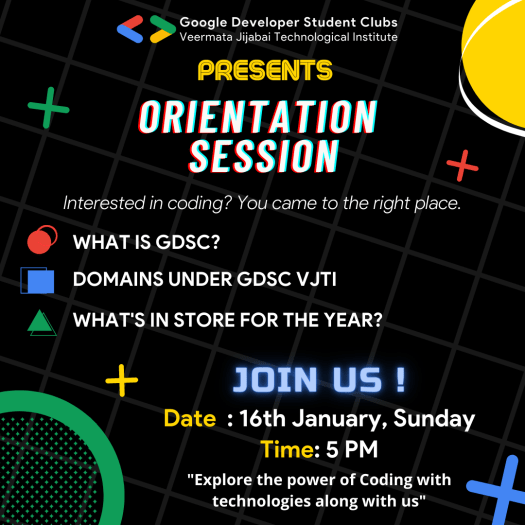 Google Developer Student Clubs
Veermata Jijabai Technological Institute
PRESENTS
ORIENTATION
SESSION
Interested in coding? You came to the right place.
WHAT IS GDSC?
DOMAINS UNDER GDSC VJTI
WHAT'S IN STORE FOR THE YEAR?
JOIN US !
Date : 16th January, Sunday
Time: 5 PM
"Explore the power of Coding with
technologies along with us"